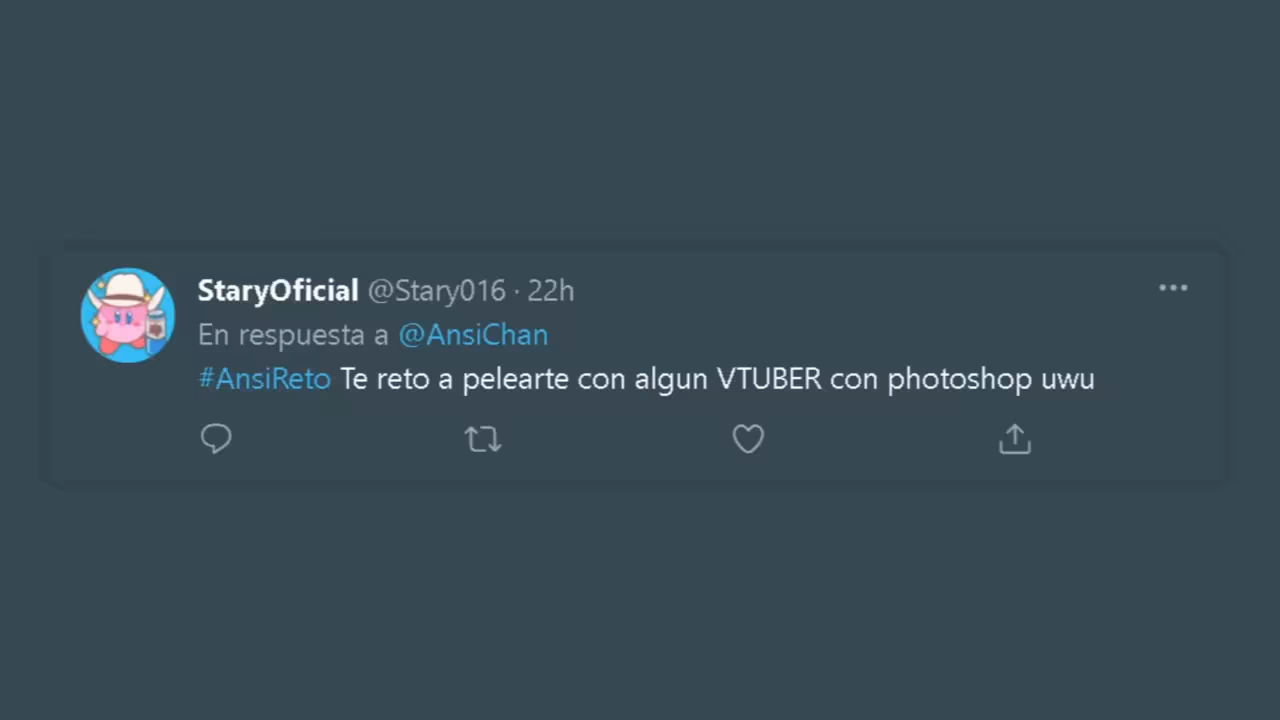 StaryOficial @Stary016 · 22h
En respuesta a @AnsiChan
#AnsiReto Te reto a pelearte con algun VTUBER con photoshop uwu